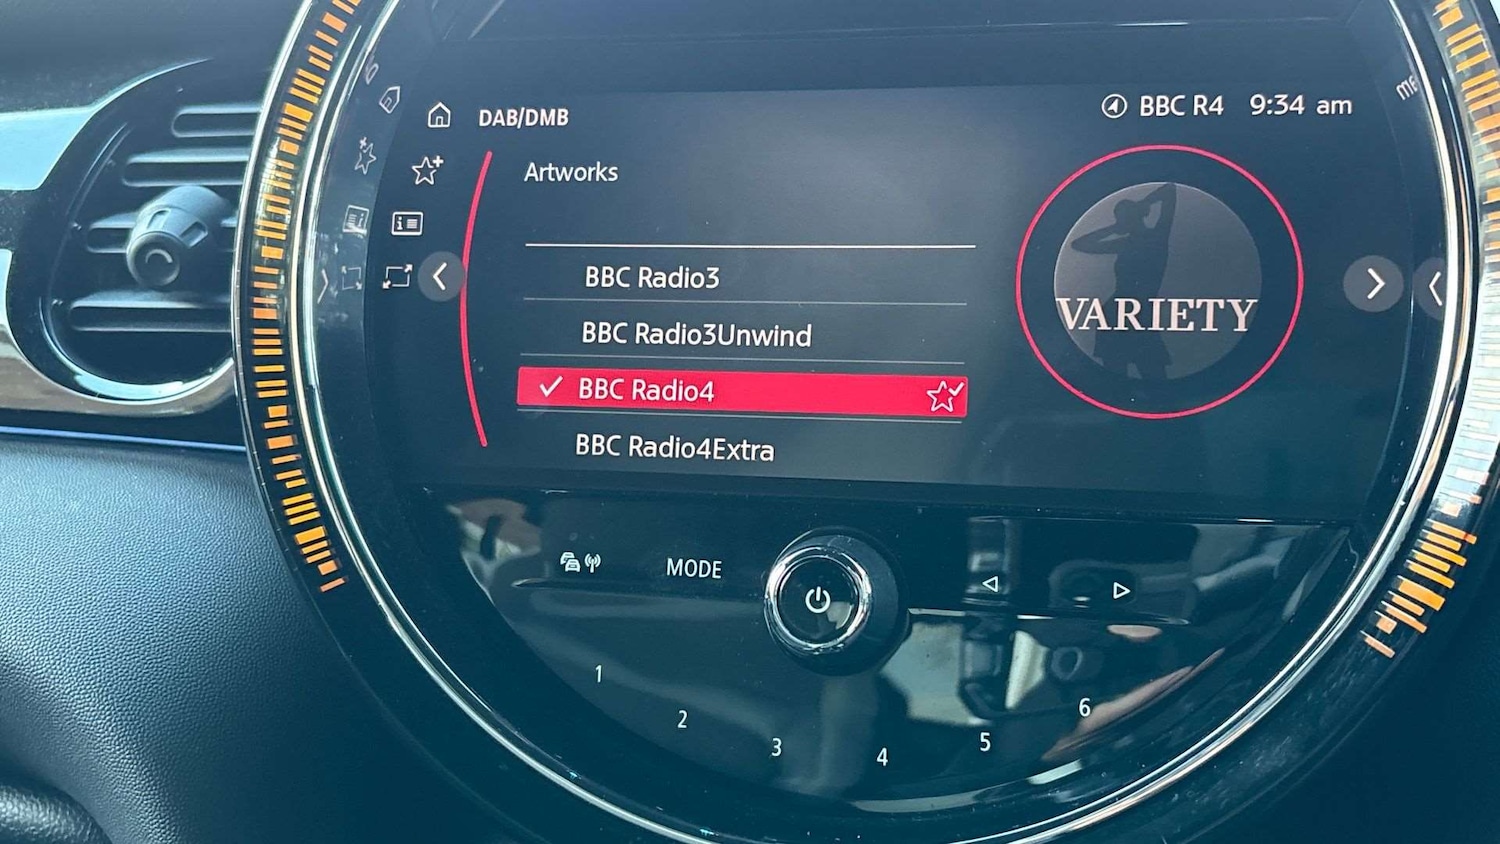 DAB/DMB
BBC R4 9:34 am
Artworks
BBC Radio3
BBC Radio3Unwind
BBC Radio4
BBC Radio4Extra
VARIETY
MODE
1
2
3
4
5
6